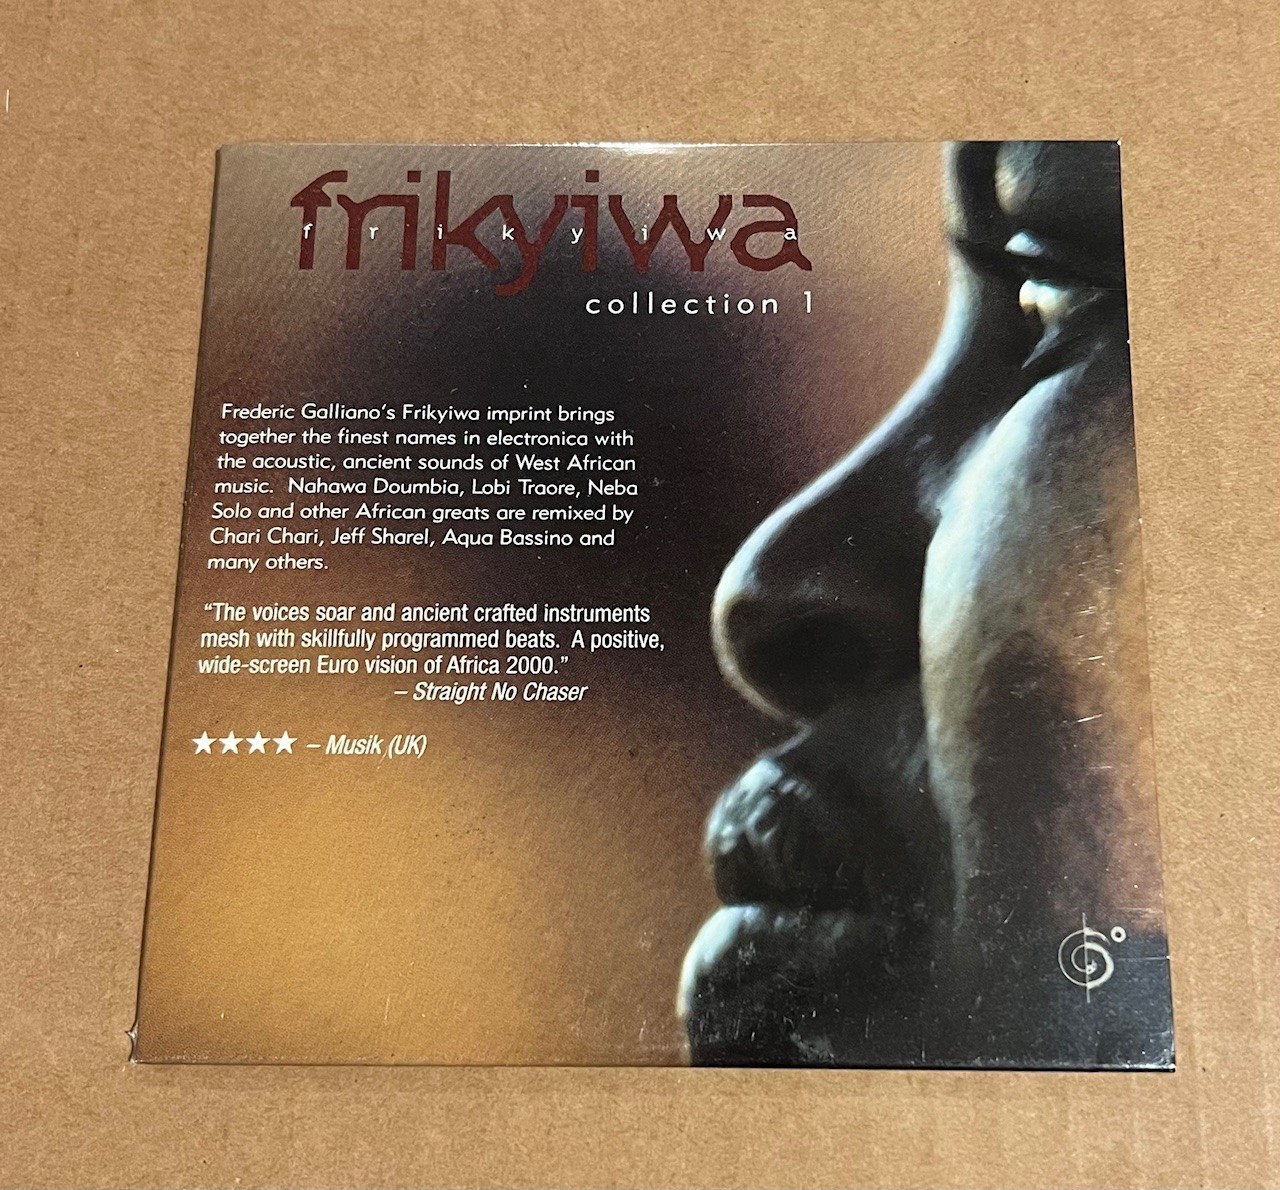 frikyiwa
frikyiwa
collection 1
Frederic Galliano's Frikyiwa imprint brings
together the finest names in electronica with
the acoustic, ancient sounds of West African
music. Nahawa Doumbia, Lobi Traore, Neba
Solo and other African greats are remixed by
Chari Chari, Jeff Sharel, Aqua Bassino and
many others.
“The voices soar and ancient crafted instruments
mesh with skillfully programmed beats. A positive,
wide-screen Euro vision of Africa 2000.”
– Straight No Chaser
★★★★ – Musik (UK)
6°